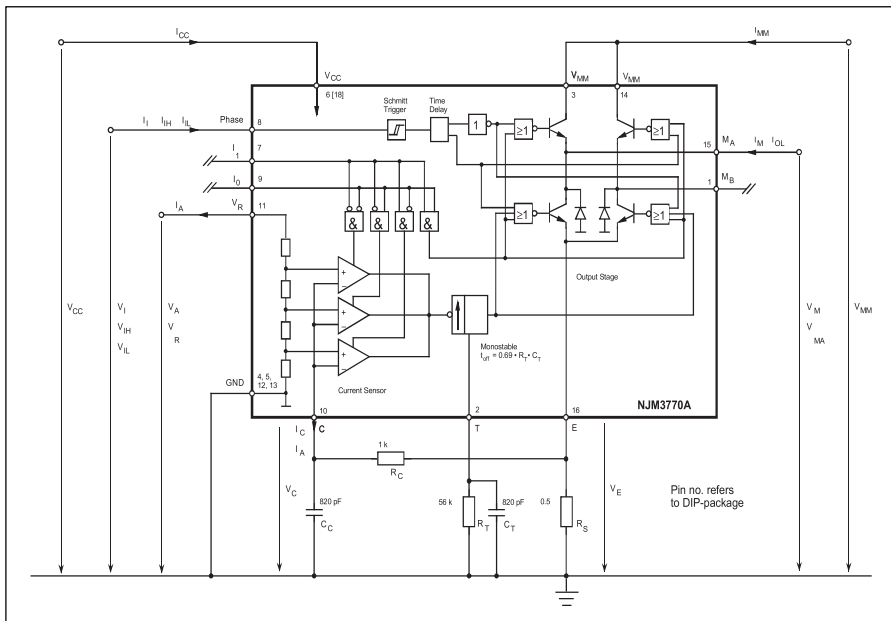 I CC
I MM
V CC
6 [18]
V MM
3
V MM
14
Schmitt
Trigger
Time
Delay
I I I IH I IL
Phase
8
1
≥1
≥1
15
M A
I M I OL
I 1
7
I 0
9
1
M B
I A
V R
11
& & & &
≥1
≥1
Output Stage
+
–
+
–
+
–
V CC
V I
V IH
V IL
V A
V R
V M
V MA
V MM
Monostable
t off = 0.69 • R T • C T
GND
4, 5,
12, 13
Current Sensor
NJM3770A
10
2
16
I C
C
T
E
I A
1 k
R C
V C
820 pF
C C
56 k
R T
820 pF
C T
0.5
R S
V E
Pin no. refers
to DIP-package